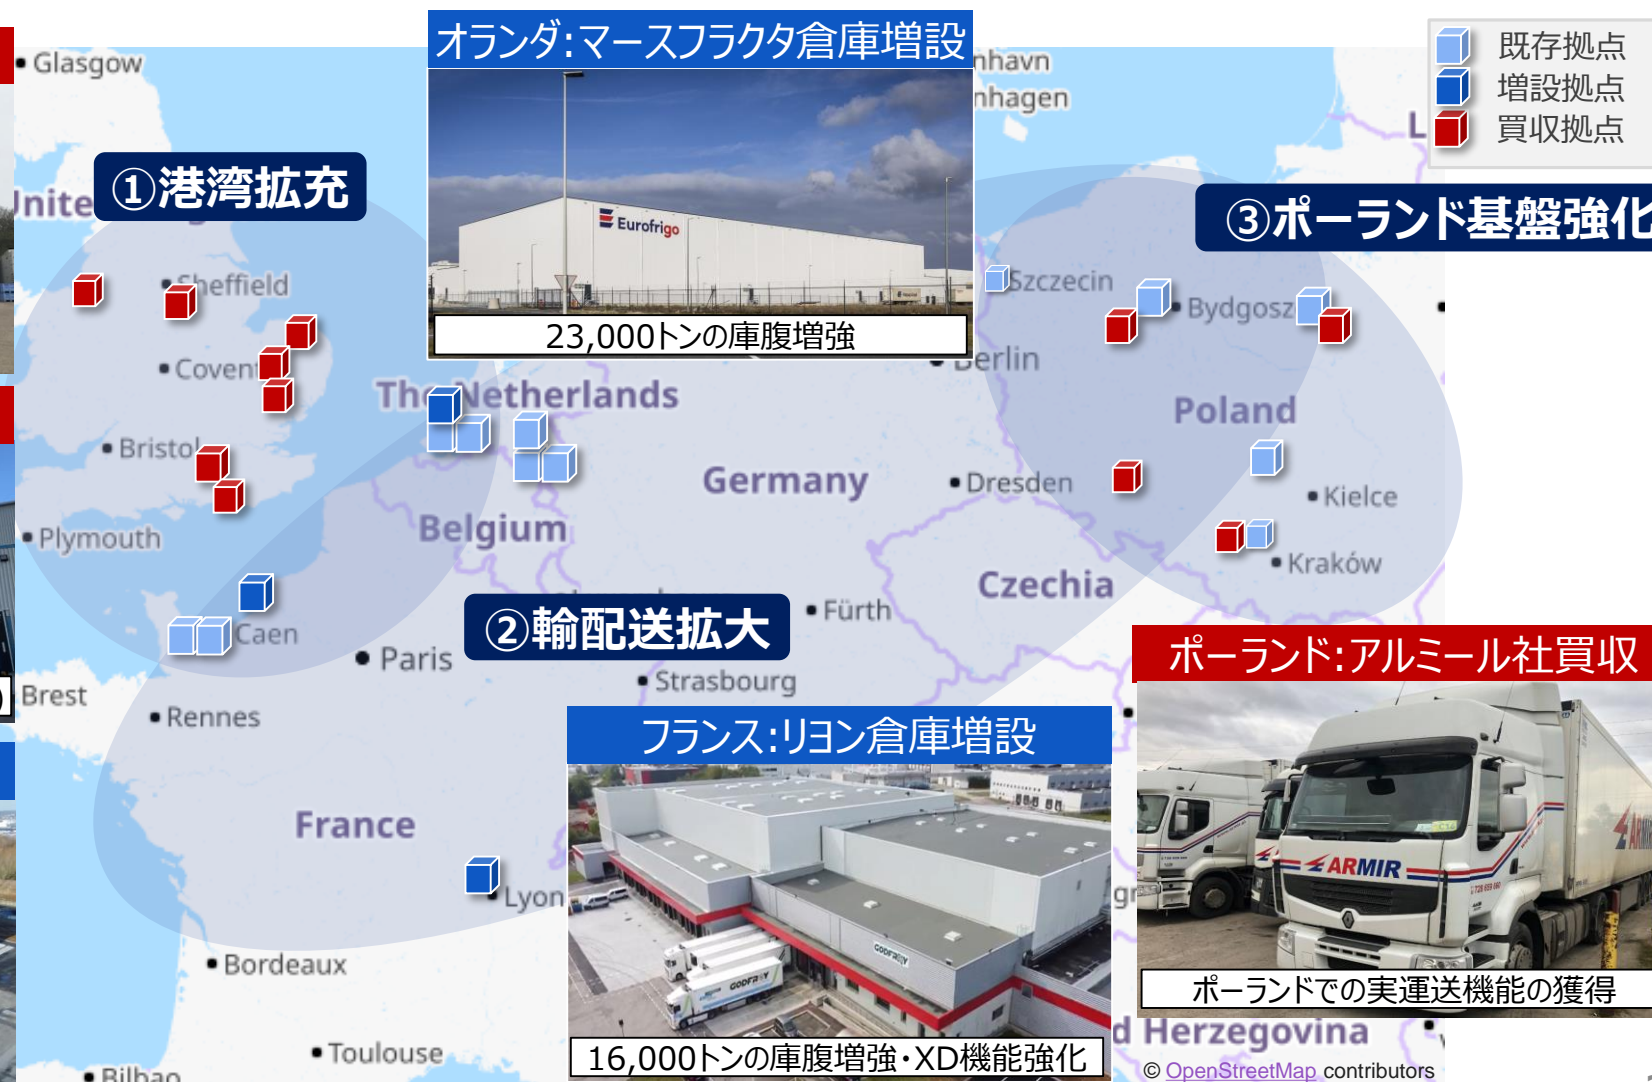 オランダ:マースフラクタ倉庫増設
既存拠点
増設拠点
買収拠点
Glasgow
nhavn
nhagen
①港湾拡充
③ポーランド基盤強化
Eurofrigo
23,000トンの庫腹増強
Sheffield
Szczecin
Bydgosz
Berlin
Covent
The Netherlands
Poland
Bristol
Germany
Dresden
Kielce
Plymouth
Belgium
Kraków
Czechia
②輸配送拡大
Fürth
Caen
Paris
ポーランド:アルミール社買収
Brest
Strasbourg
Rennes
フランス:リヨン倉庫増設
France
ARMIR
ARMIR
Lyon
GODFROY
GODFROY
Bordeaux
ポーランドでの実運送機能の獲得
d Herzegovina
Toulouse
16,000トンの庫腹増強・XD機能強化
© OpenStreetMap contributors
Bilbao